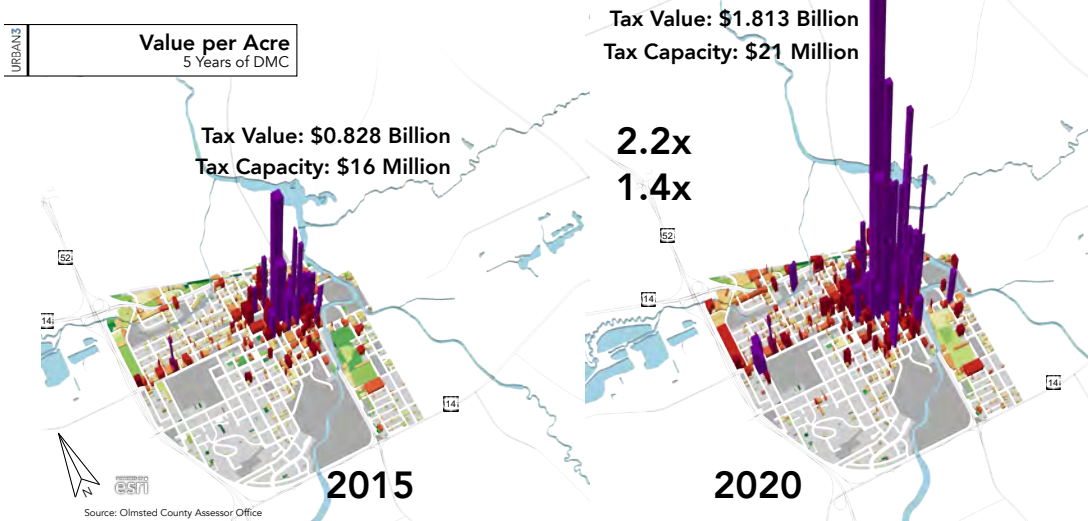 URBAN3
Value per Acre
5 Years of DMC
Tax Value: $0.828 Billion
Tax Capacity: $16 Million
52
14
14
N
POWERED BY
esri
2015
Source: Olmsted County Assessor Office
Tax Value: $1.813 Billion
Tax Capacity: $21 Million
2.2x
1.4x
52
14
14
2020